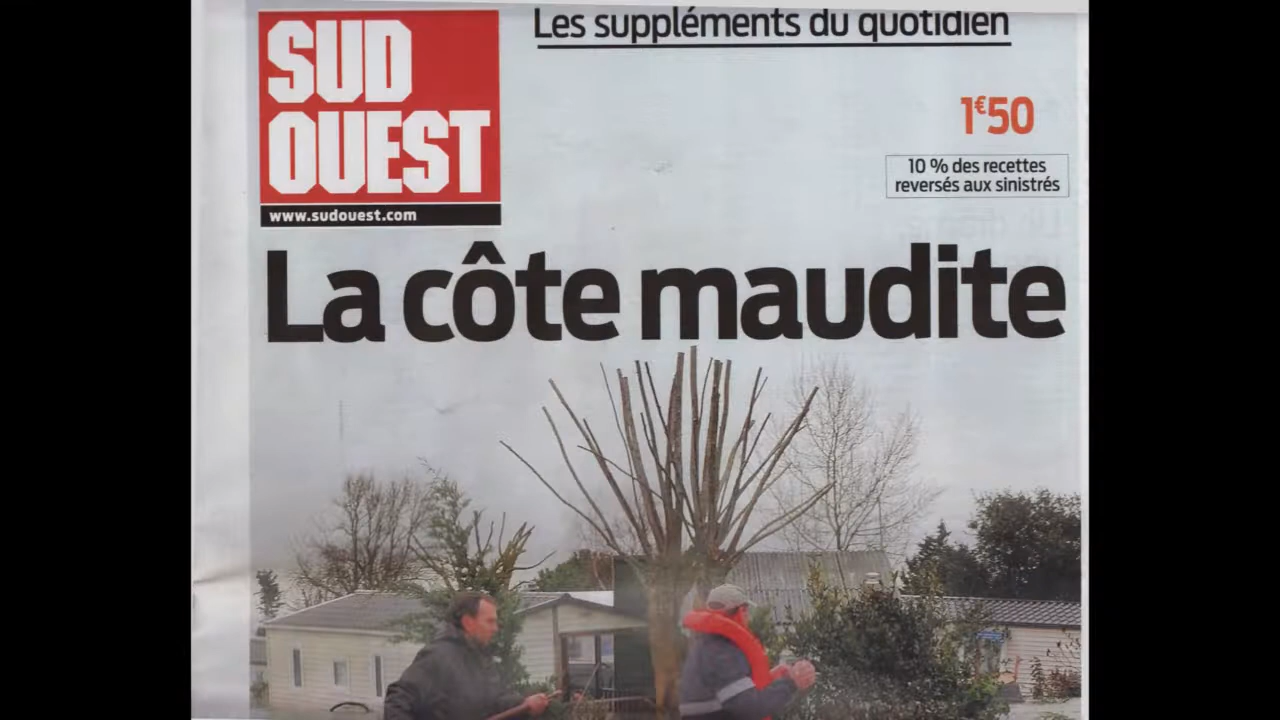 SUD
OUEST
www.sudouest.com
Les suppléments du quotidien
1€50
10 % des recettes
reversés aux sinistrés
La côte maudite